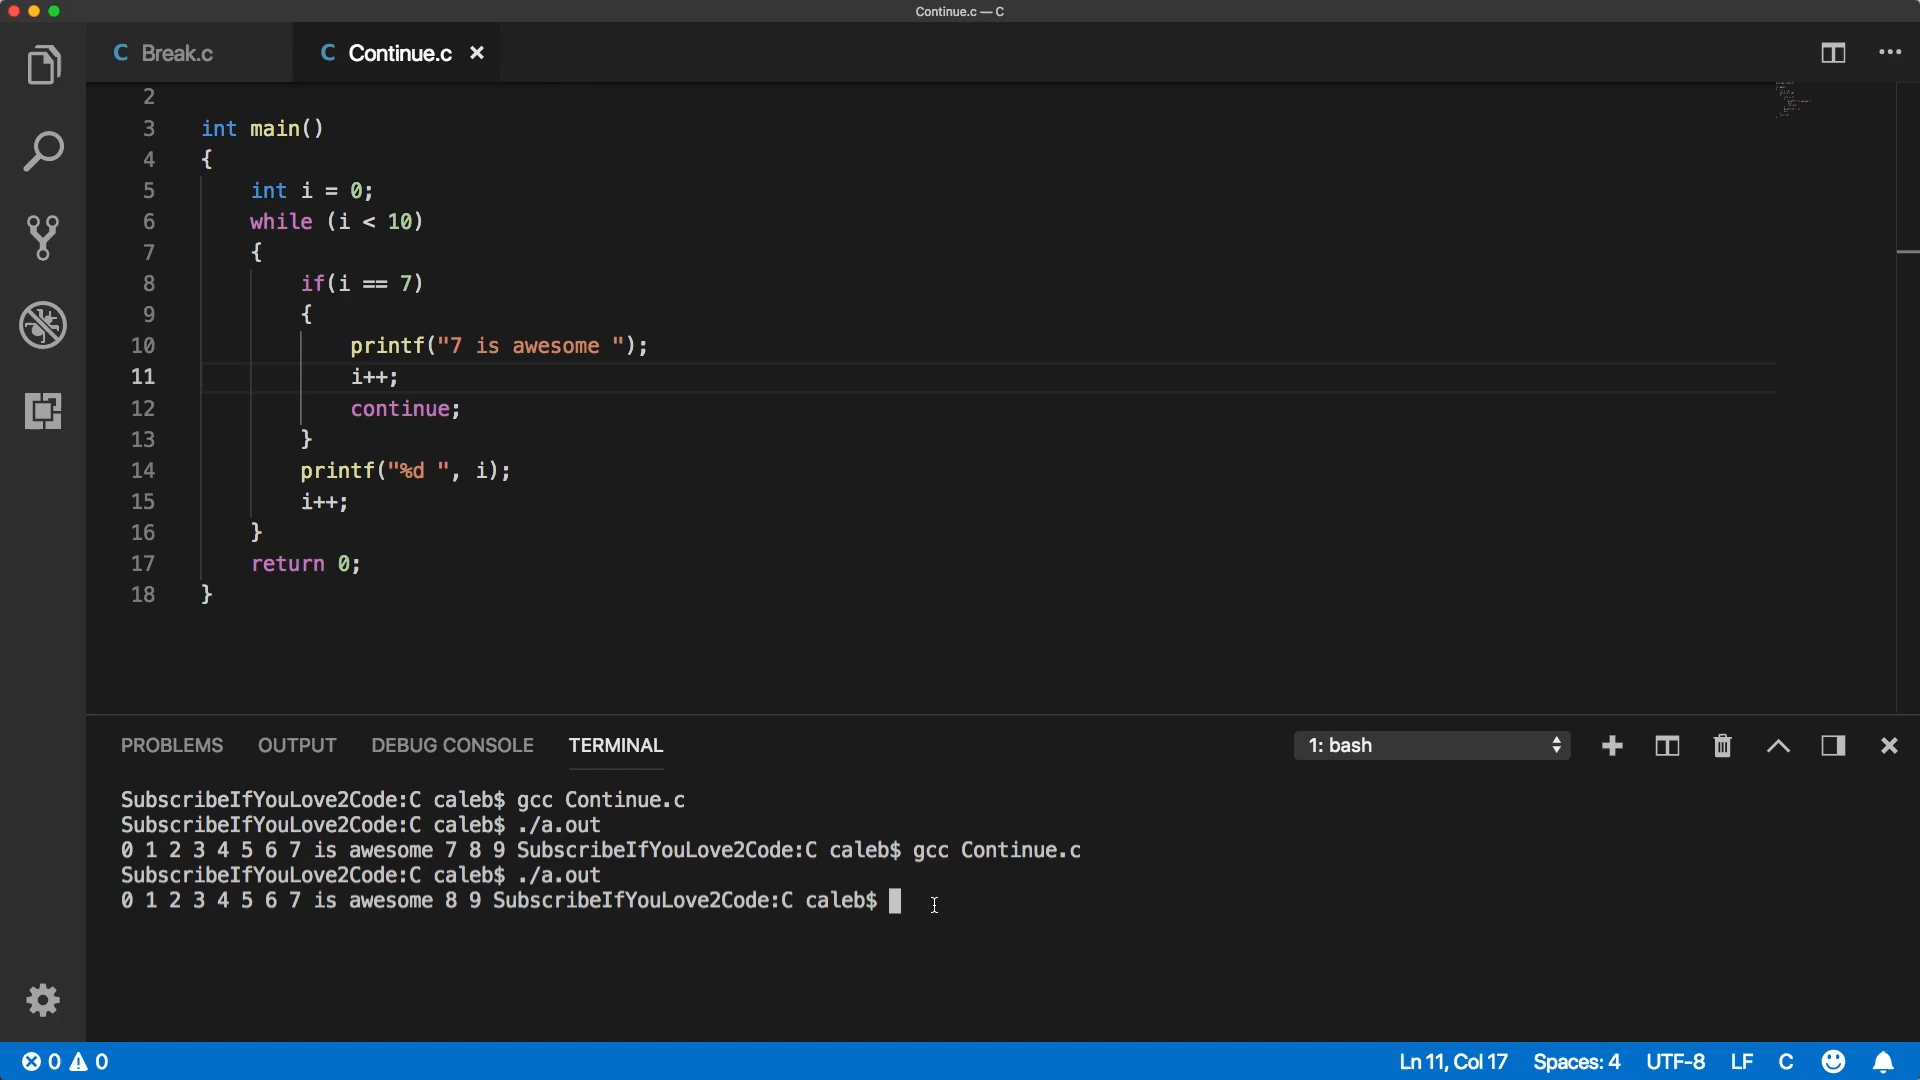 Continue.c — C
C Break.c
C Continue.c ×
2
3 int main()
4 {
5 int i = 0;
6 while (i < 10)
7 {
8 if(i == 7)
9 {
10 printf("7 is awesome ");
11 i++;
12 continue;
13 }
14 printf("%d ", i);
15 i++;
16 }
17 return 0;
18 }
PROBLEMS OUTPUT DEBUG CONSOLE TERMINAL 1: bash
SubscribeIfYouLove2Code:C caleb$ gcc Continue.c
SubscribeIfYouLove2Code:C caleb$ ./a.out
0 1 2 3 4 5 6 7 is awesome 7 8 9 SubscribeIfYouLove2Code:C caleb$ gcc Continue.c
SubscribeIfYouLove2Code:C caleb$ ./a.out
0 1 2 3 4 5 6 7 is awesome 8 9 SubscribeIfYouLove2Code:C caleb$
0 0 Ln 11, Col 17 Spaces: 4 UTF-8 LF C